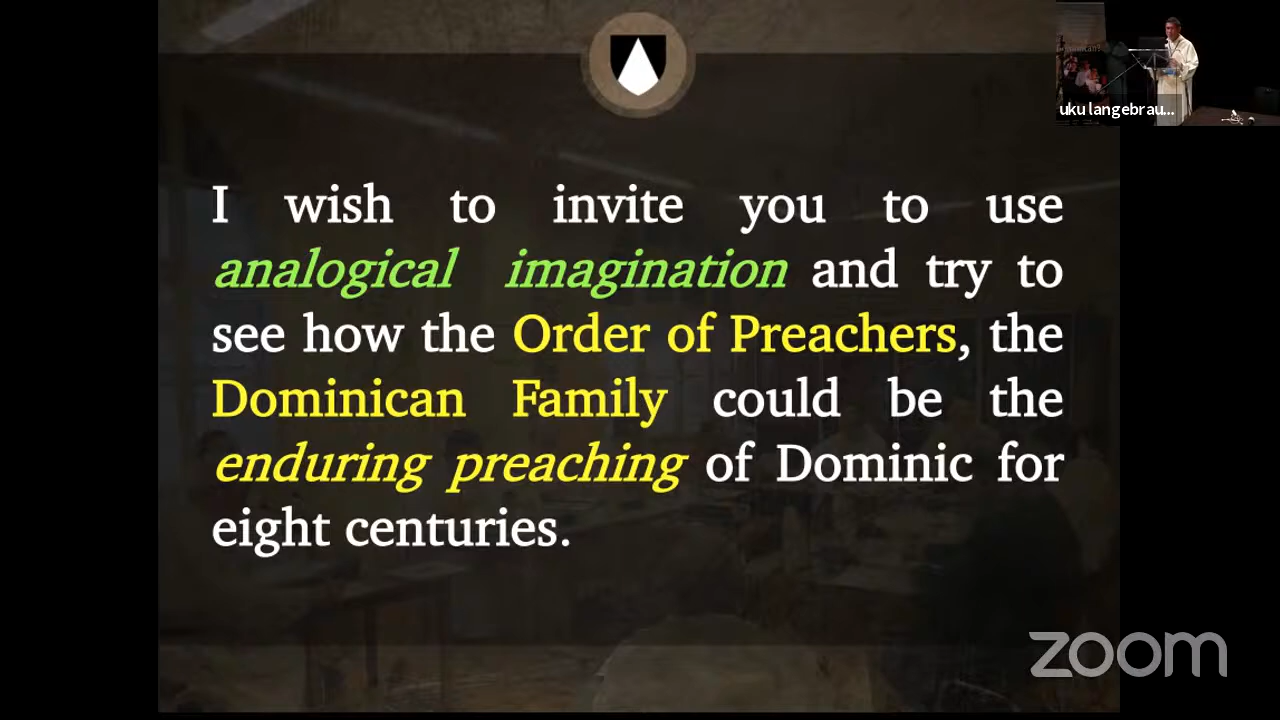 I wish to invite you to use
analogical imagination and try to
see how the Order of Preachers, the
Dominican Family could be the
enduring preaching of Dominic for
eight centuries.
uku langebrau...
zoom